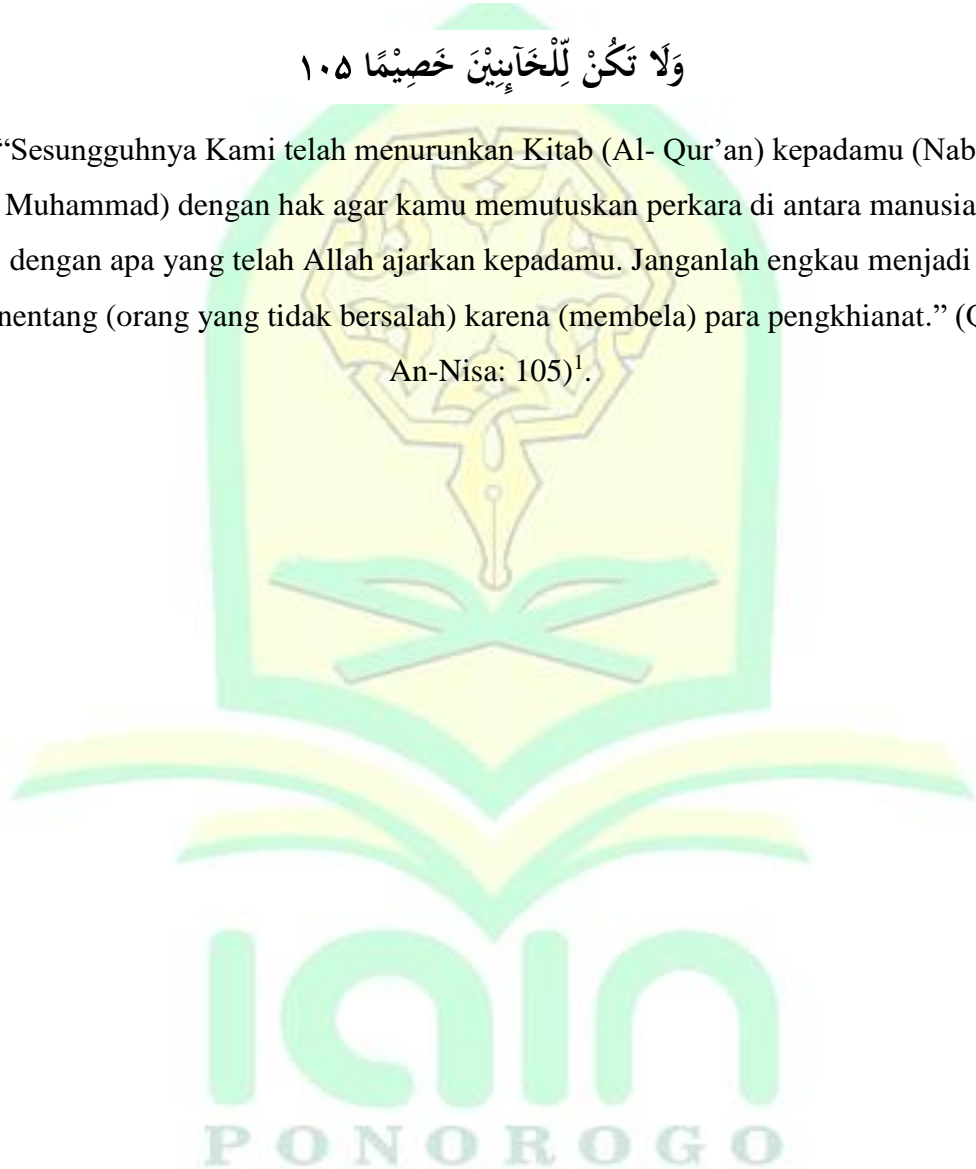 وَلَا تَكُنْ لِّلْخَاۤىِٕنِيْنَ خَصِيْمًا ١٠٥
“Sesungguhnya Kami telah menurunkan Kitab (Al- Qur’an) kepadamu (Nab
Muhammad) dengan hak agar kamu memutuskan perkara di antara manusia
dengan apa yang telah Allah ajarkan kepadamu. Janganlah engkau menjadi
nentang (orang yang tidak bersalah) karena (membela) para pengkhianat.” (Q
An-Nisa: 105)¹.
iain
PONOROGO